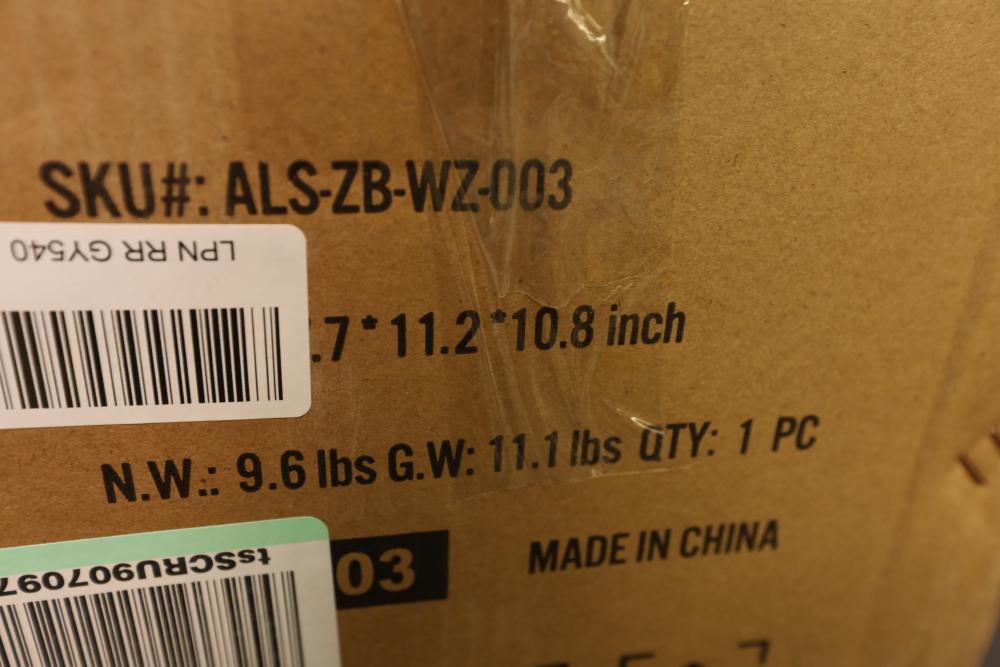 SKU#: ALS-ZB-WZ-003
LPN RR GY540
.7 * 11.2 * 10.8 inch
N.W.: 9.6 lbs G.W: 11.1 lbs QTY: 1 PC
tsSCRU907097
03
MADE IN CHINA